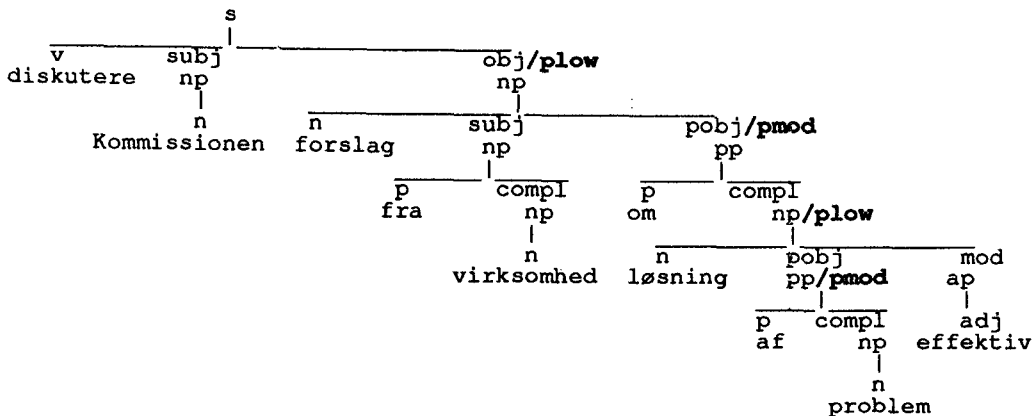 s
v subj obj/plow
diskutere np np
n n subj pobj/pmod
Kommissionen forslag np pp
p compl p compl
fra np om np/plow
n n pobj mod
virksomhed løsning pp/pmod ap
p compl adj
af np effektiv
n
problem